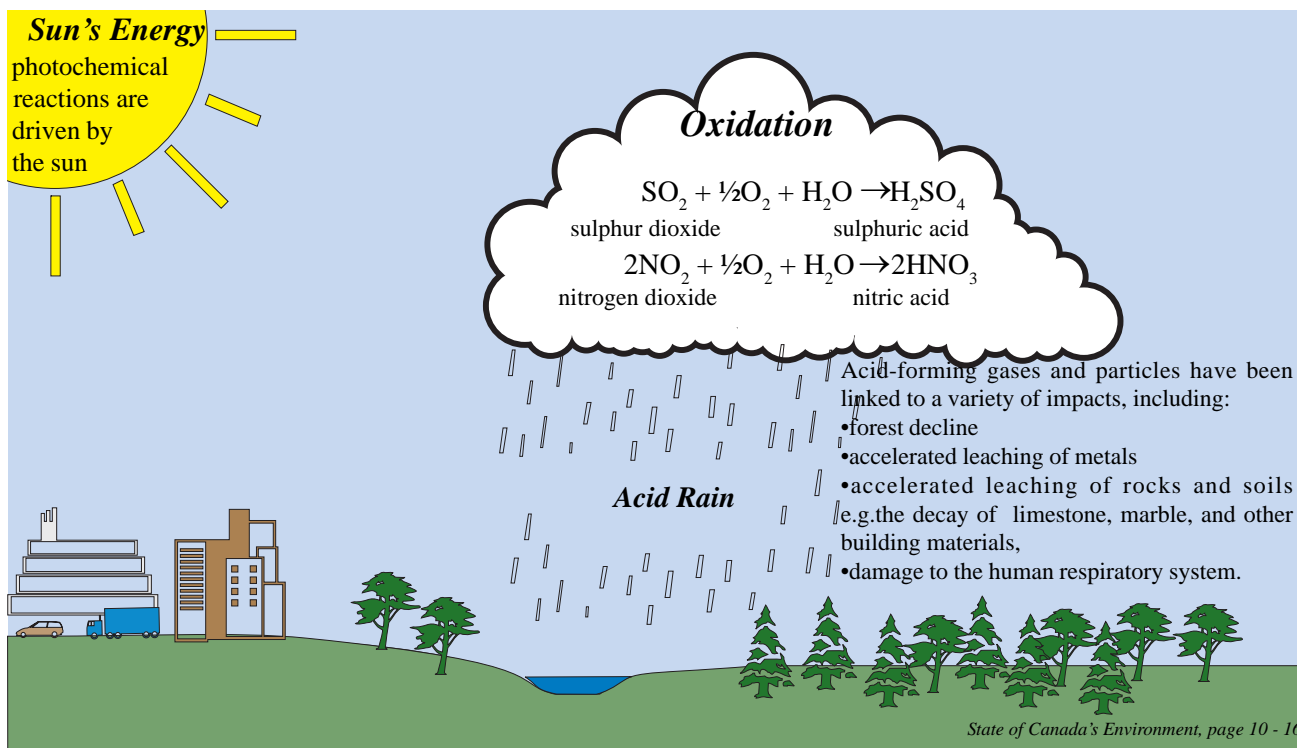 Sun's Energy
photochemical
reactions are
driven by
the sun
Oxidation
SO₂ + ½O₂ + H₂O →H₂SO₄
sulphur dioxide sulphuric acid
2NO₂ + ½O₂ + H₂O →2HNO₃
nitrogen dioxide nitric acid
Acid-forming gases and particles have been
linked to a variety of impacts, including:
•forest decline
•accelerated leaching of metals
•accelerated leaching of rocks and soils
e.g.the decay of limestone, marble, and other
building materials,
•damage to the human respiratory system.
Acid Rain
State of Canada's Environment, page 10 - 16